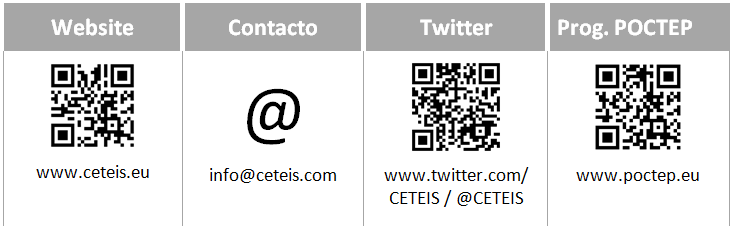 Website
Contacto
Twitter
Prog. POCTEP
@
www.ceteis.eu
info@ceteis.com
www.twitter.com/
CETEIS / @CETEIS
www.poctep.eu